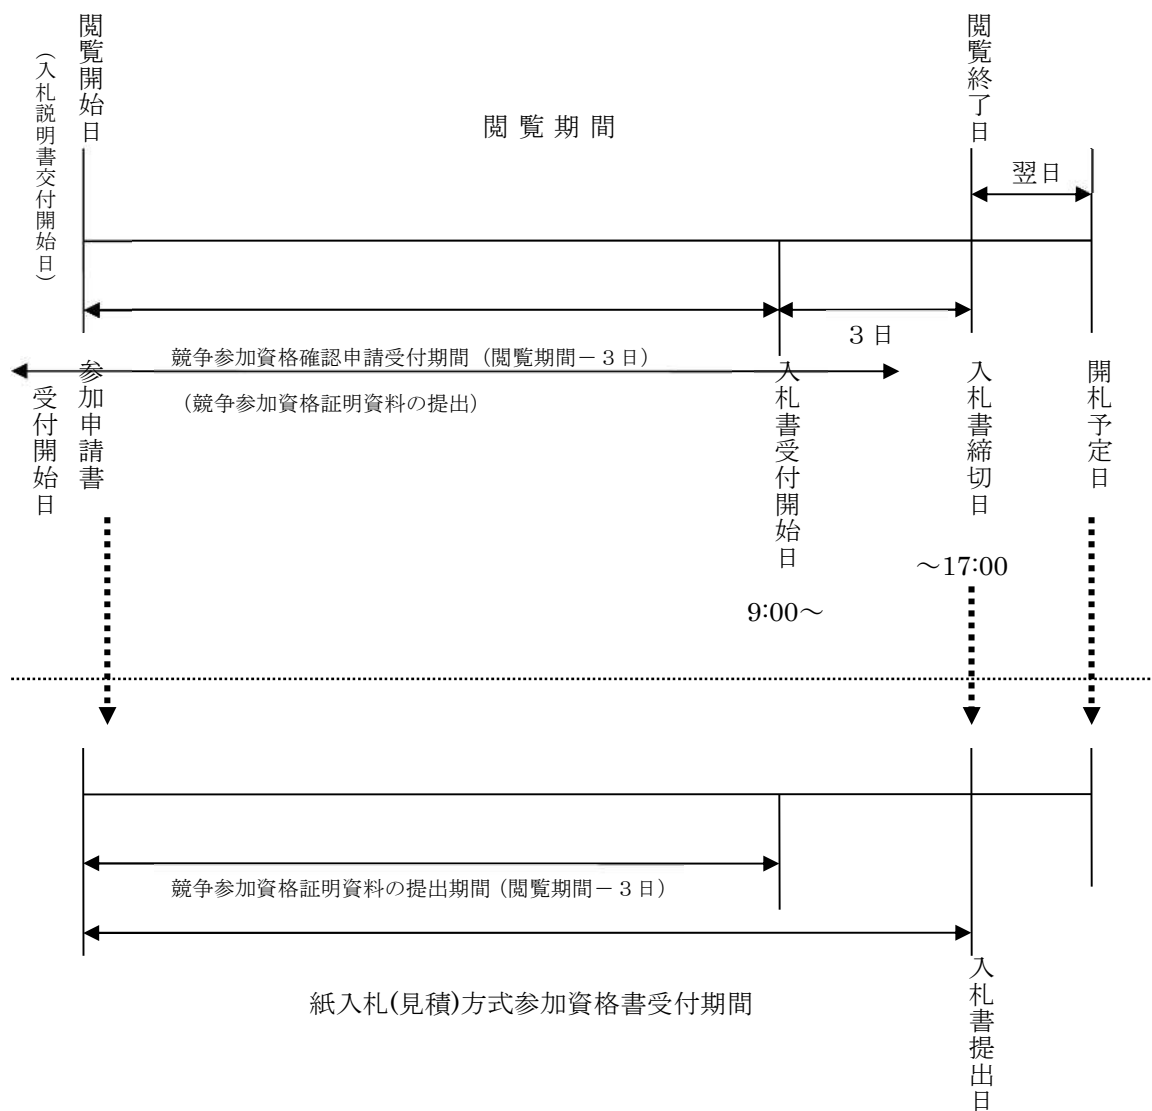 閲覧開始日
（入札説明書交付開始日）
閲覧期間
閲覧終了日
翌日
３日
競争参加資格確認申請受付期間（閲覧期間－３日）
（競争参加資格証明資料の提出）
参加申請書
受付開始日
入札書受付開始日
9:00～
入札書締切日
～17:00
開札予定日
競争参加資格証明資料の提出期間（閲覧期間－３日）
紙入札(見積)方式参加資格書受付期間
入札書提出日